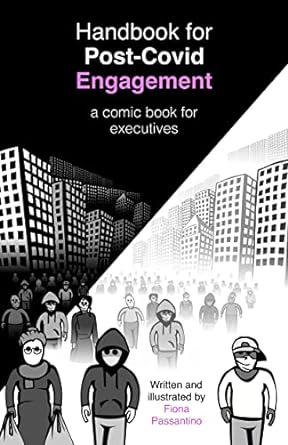 Handbook for
Post-Covid
Engagement
a comic book for
executives
Written and
illustrated by
Fiona
Passantino